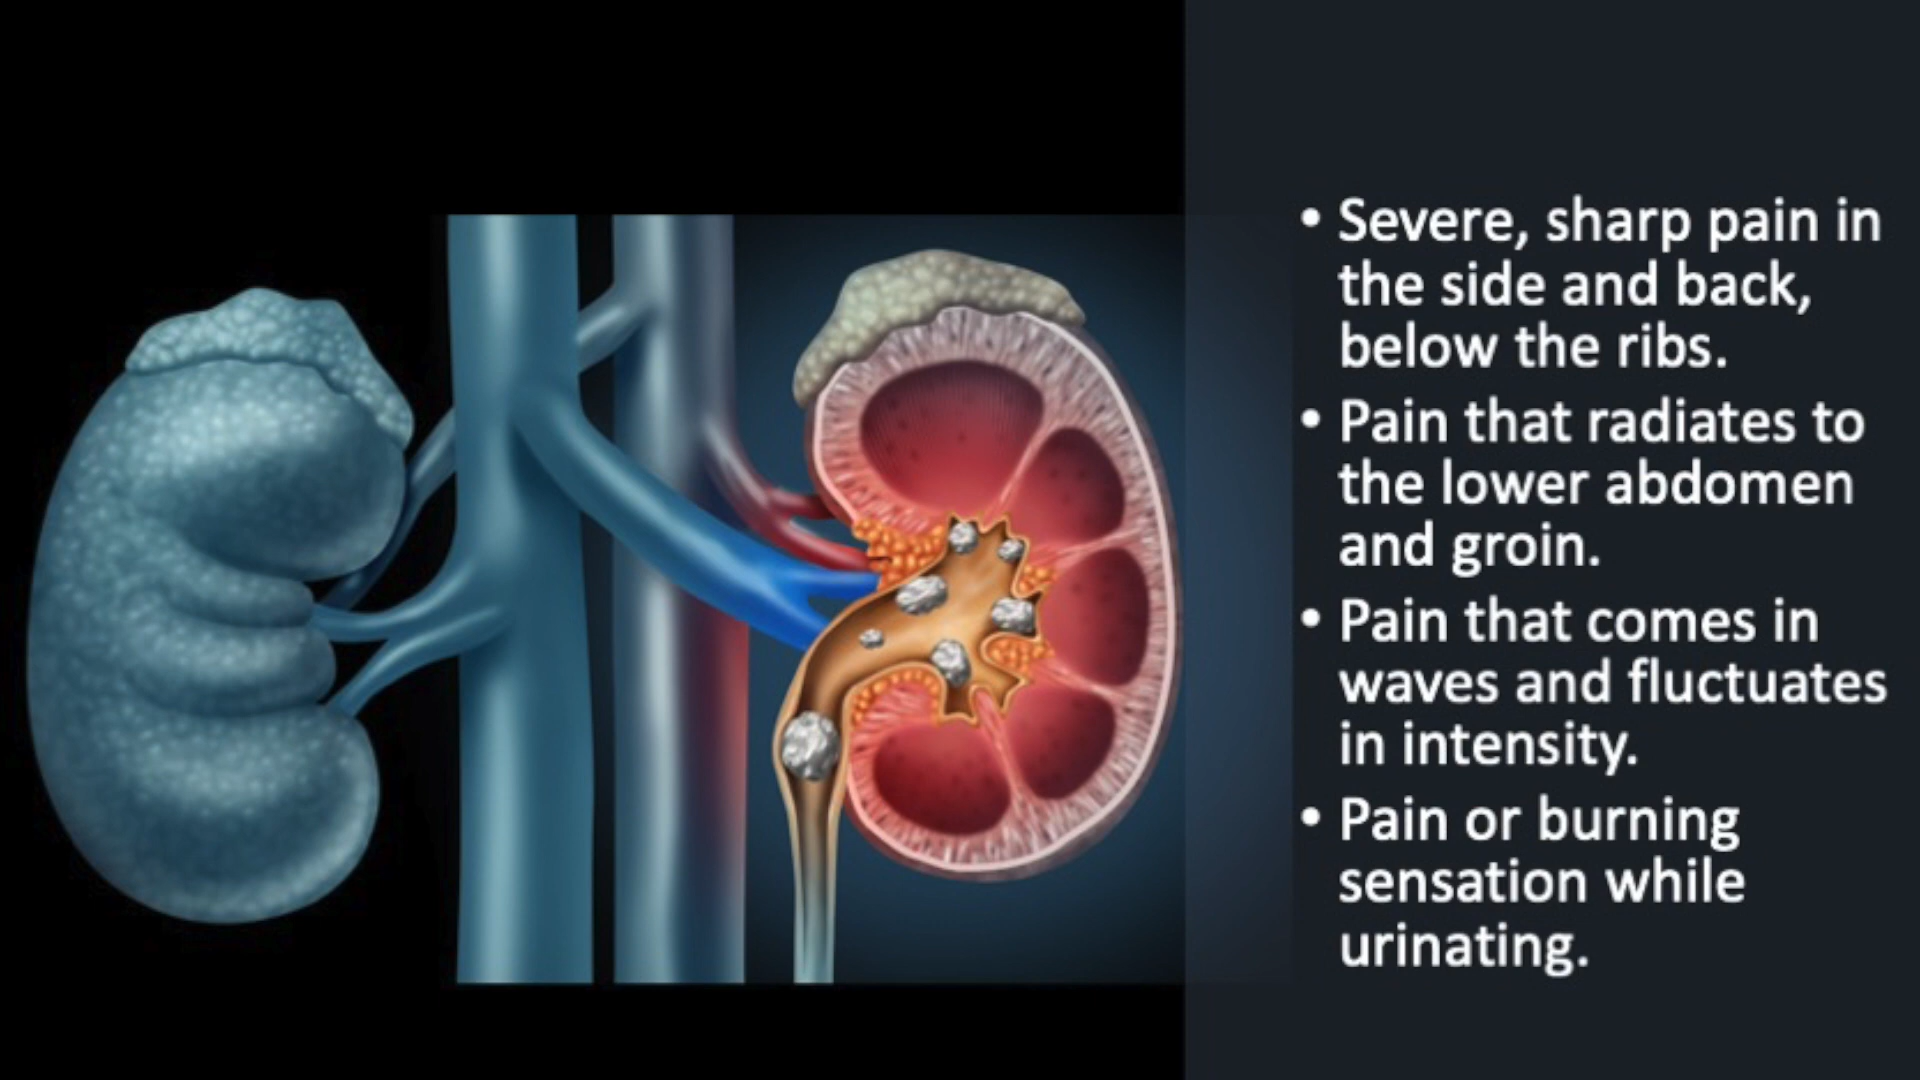 • Severe, sharp pain in
the side and back,
below the ribs.
• Pain that radiates to
the lower abdomen
and groin.
• Pain that comes in
waves and fluctuates
in intensity.
• Pain or burning
sensation while
urinating.